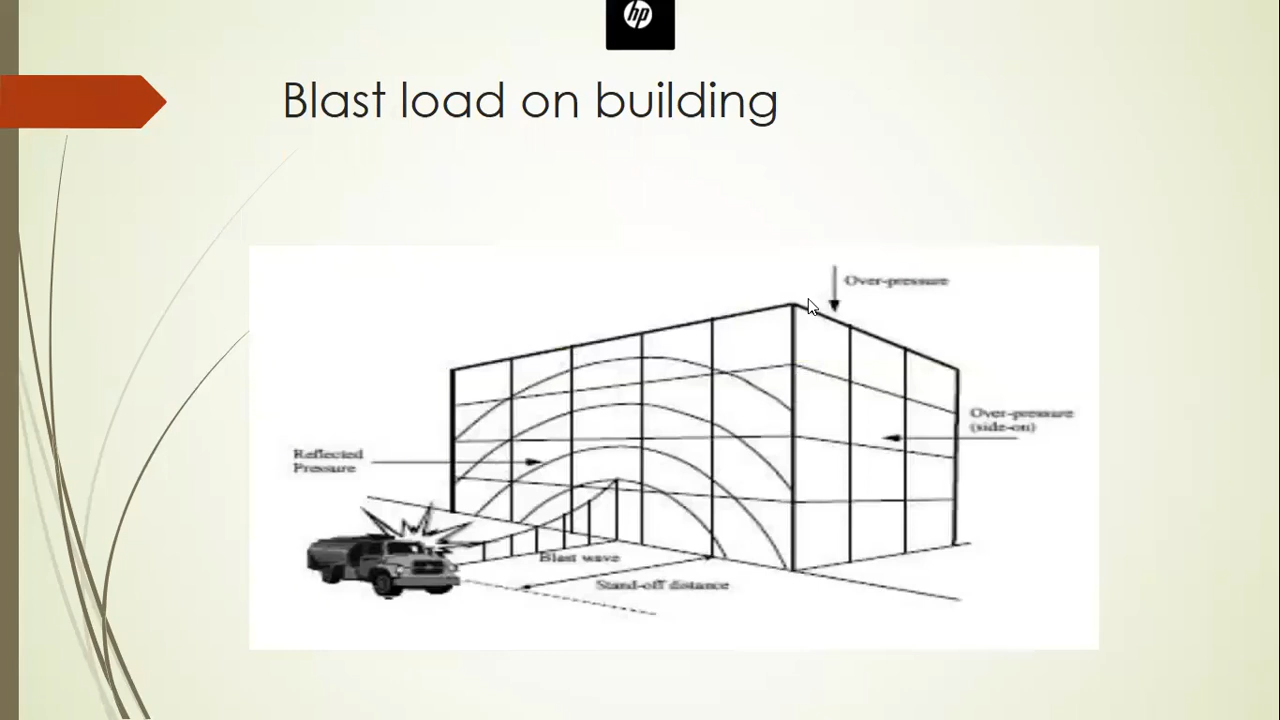 hp
Blast load on building
Over-pressure
Over-pressure
(side-on)
Reflected
Pressure
Blast wave
Stand-off distance